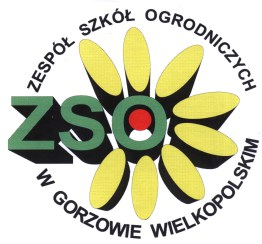 ZESPÓŁ SZKÓŁ OGRODNICZYCH
ZSO
W GORZOWIE WIELKOPOLSKIM